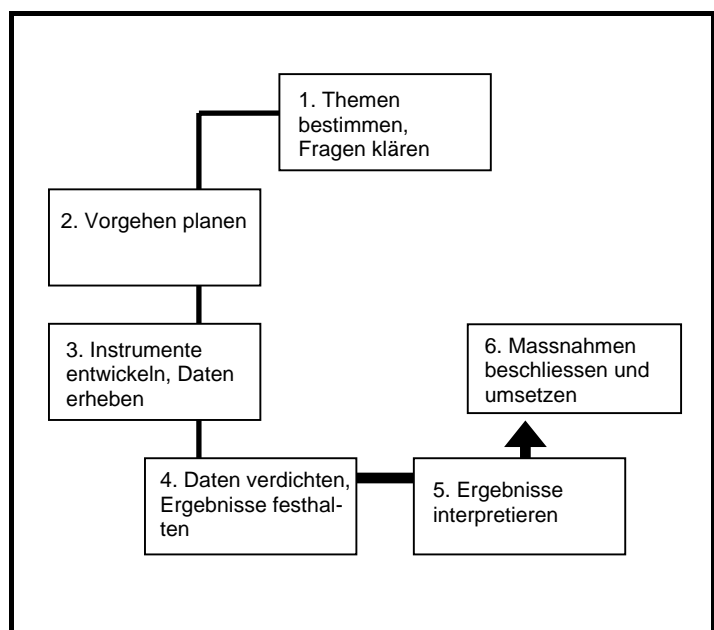 1. Themen
bestimmen,
Fragen klären
2. Vorgehen planen
3. Instrumente
entwickeln, Daten
erheben
4. Daten verdichten,
Ergebnisse festhal-
ten
5. Ergebnisse
interpretieren
6. Massnahmen
beschliessen und
umsetzen